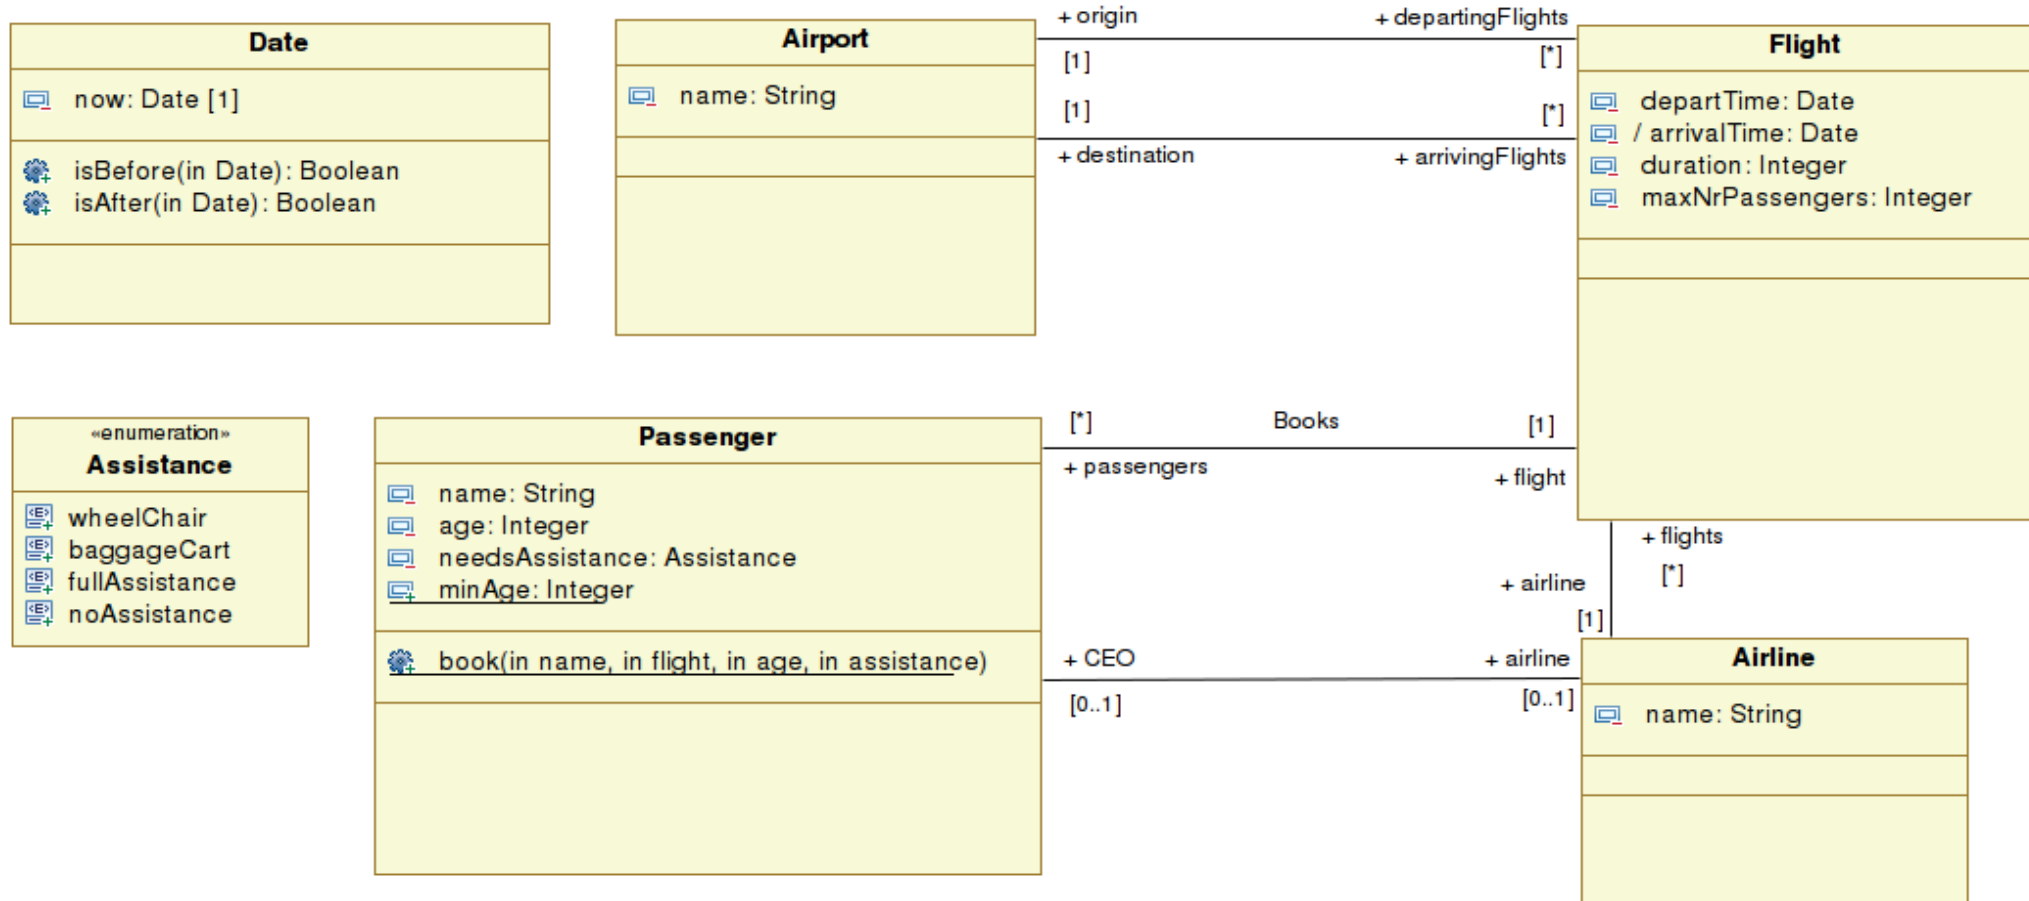 Date
now: Date [1]
isBefore(in Date): Boolean
isAfter(in Date): Boolean
Airport
name: String
+ origin
+ departingFlights
[1]
[*]
[1]
[*]
+ destination
+ arrivingFlights
Flight
departTime: Date
/ arrivalTime: Date
duration: Integer
maxNrPassengers: Integer
«enumeration»
Assistance
wheelChair
baggageCart
fullAssistance
noAssistance
Passenger
name: String
age: Integer
needsAssistance: Assistance
minAge: Integer
book(in name, in flight, in age, in assistance)
[*]
Books
[1]
+ passengers
+ flight
+ flights
[*]
+ airline
[1]
+ CEO
+ airline
[0..1]
[0..1]
Airline
name: String